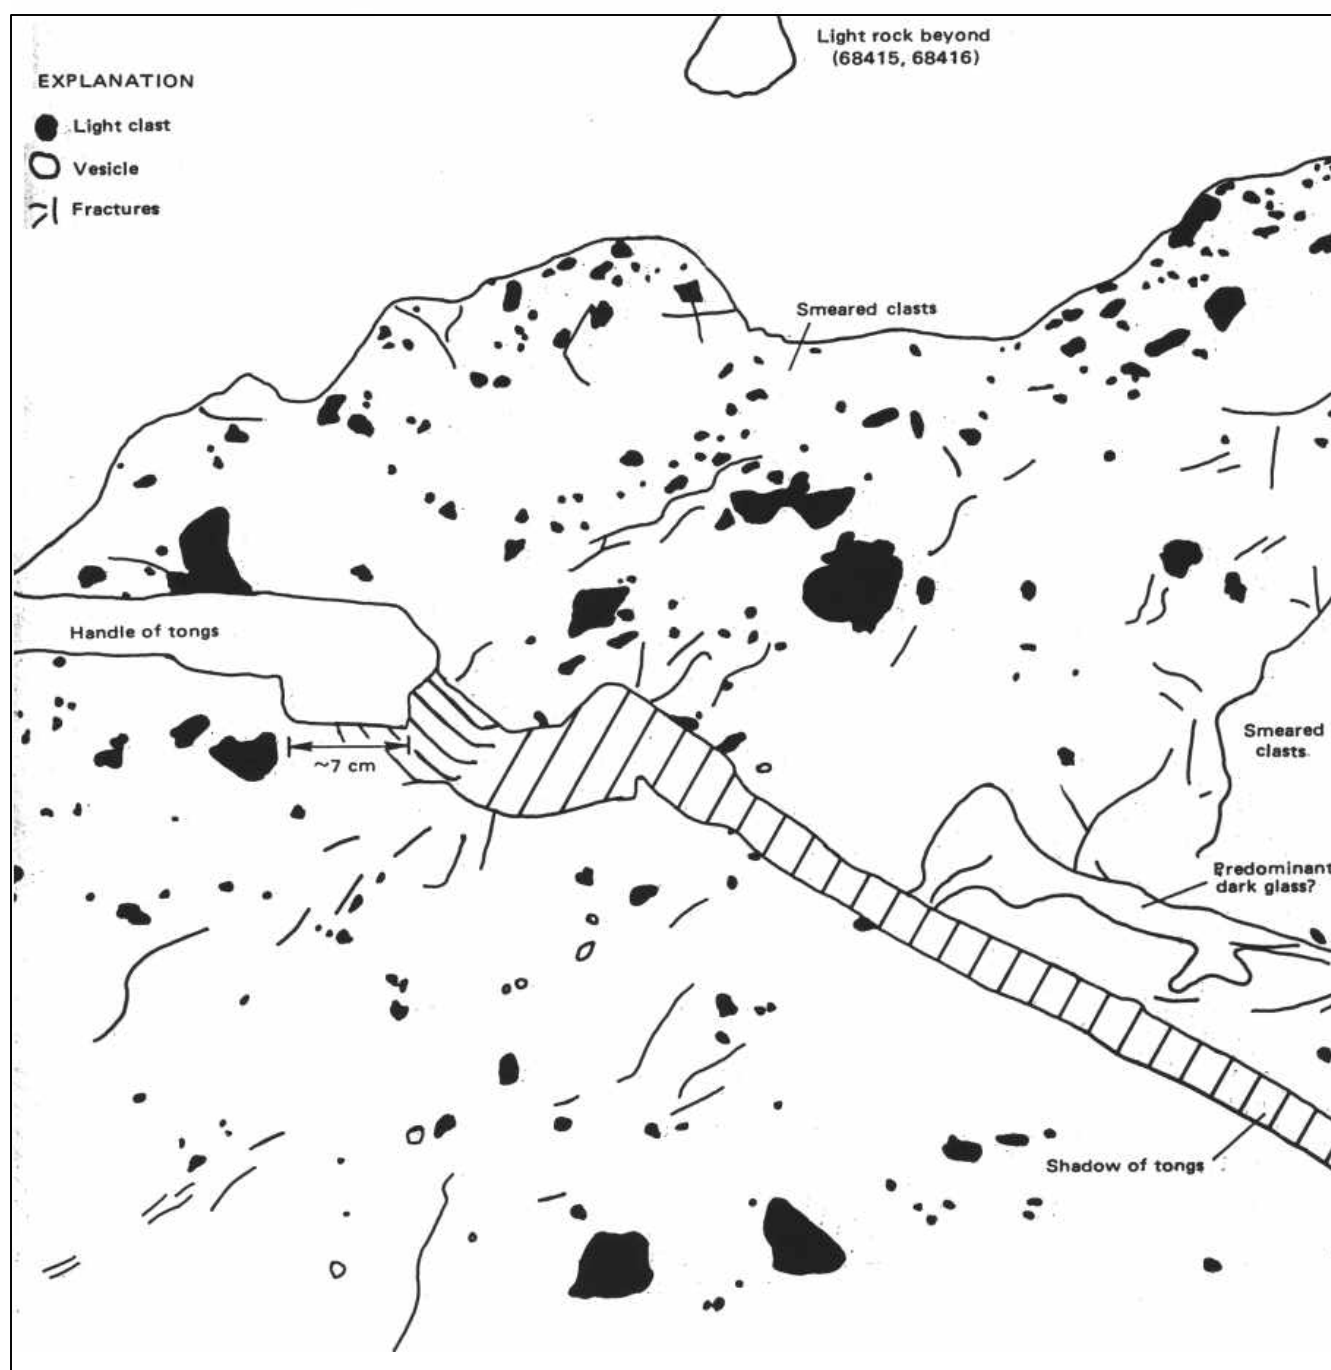 Light rock beyond
(68415, 68416)
EXPLANATION
Light clast
Vesicle
Fractures
Smeared clasts
Handle of tongs
~7 cm
Smeared
clasts.
Predominant
dark glass?
Shadow of tongs